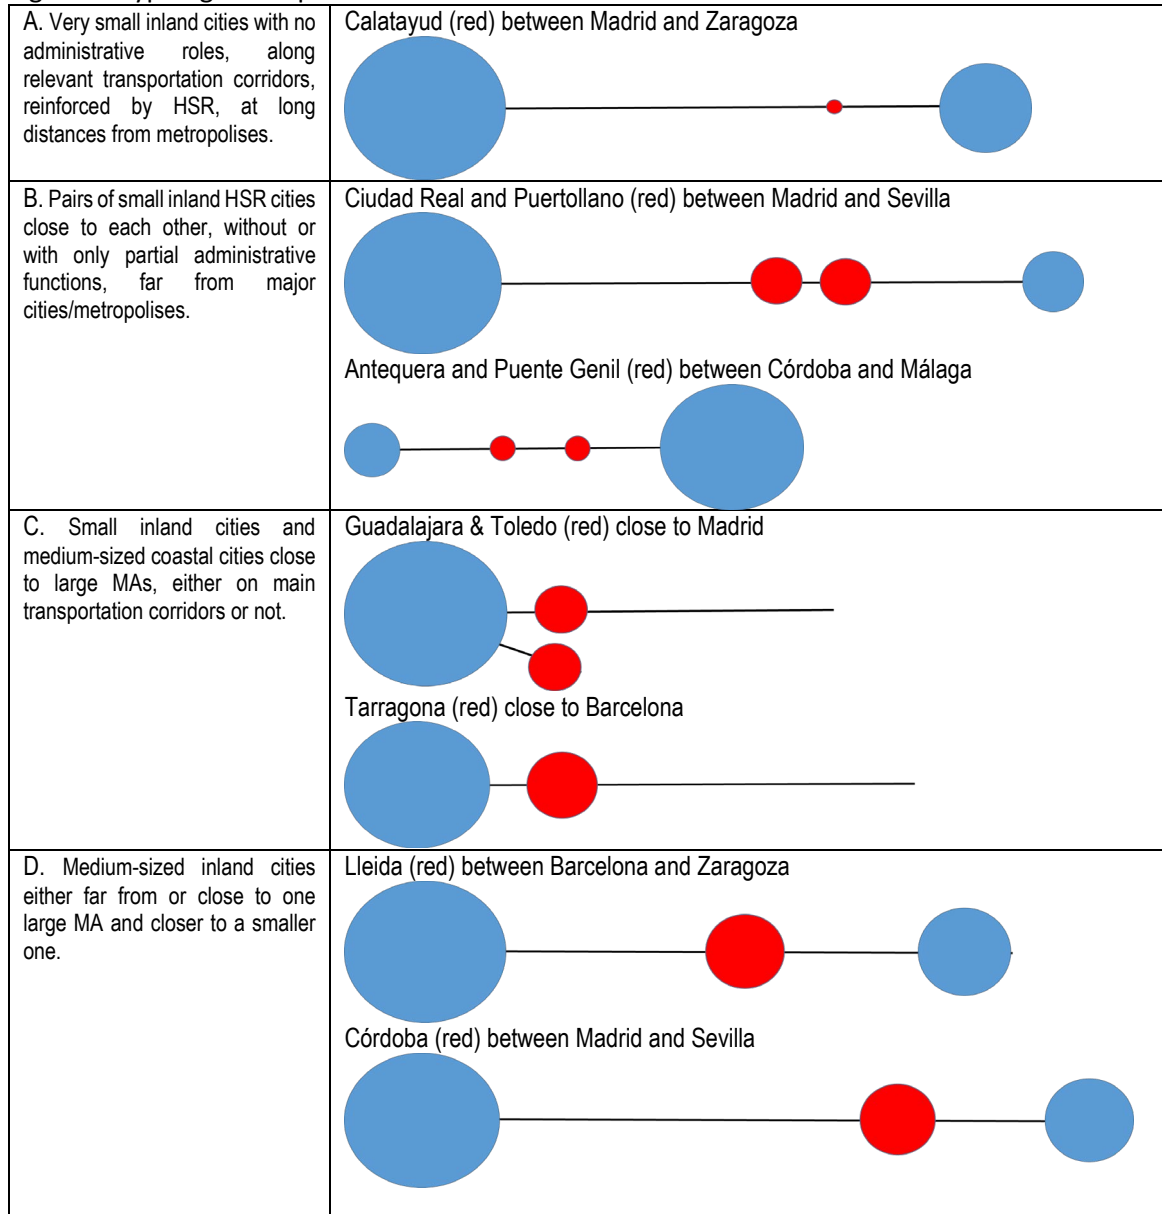 A. Very small inland cities with no
administrative roles, along
relevant transportation corridors,
reinforced by HSR, at long
distances from metropolises.
Calatayud (red) between Madrid and Zaragoza
B. Pairs of small inland HSR cities
close to each other, without or
with only partial administrative
functions, far from major
cities/metropolises.
Ciudad Real and Puertollano (red) between Madrid and Sevilla
Antequera and Puente Genil (red) between Córdoba and Málaga
C. Small inland cities and
medium-sized coastal cities close
to large MAs, either on main
transportation corridors or not.
Guadalajara & Toledo (red) close to Madrid
Tarragona (red) close to Barcelona
D. Medium-sized inland cities
either far from or close to one
large MA and closer to a smaller
one.
Lleida (red) between Barcelona and Zaragoza
Córdoba (red) between Madrid and Sevilla